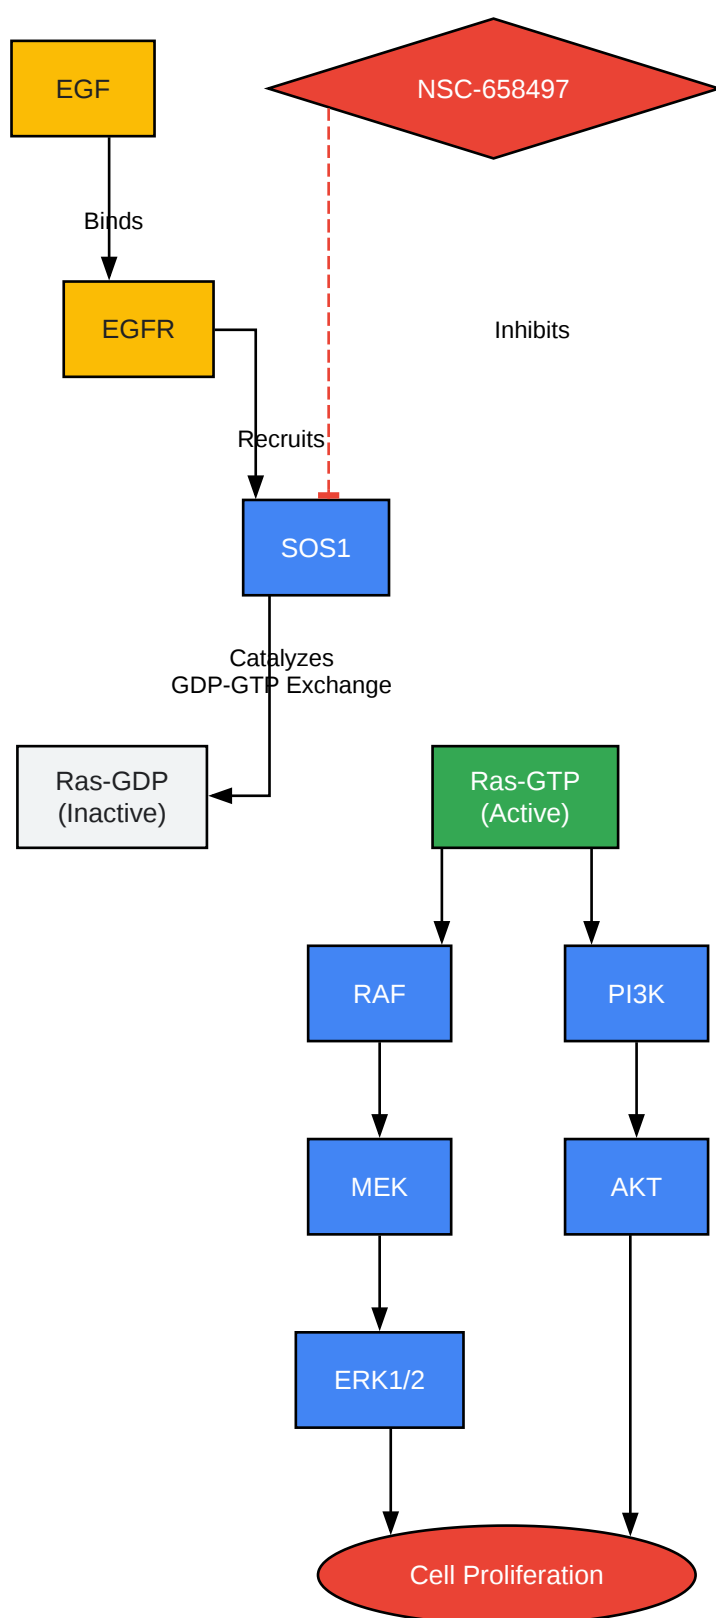 EGF
NSC-658497
Binds
EGFR
Inhibits
Recruits
SOS1
Catalyzes
GDP-GTP Exchange
Ras-GDP
(Inactive)
Ras-GTP
(Active)
RAF
PI3K
MEK
AKT
ERK1/2
Cell Proliferation